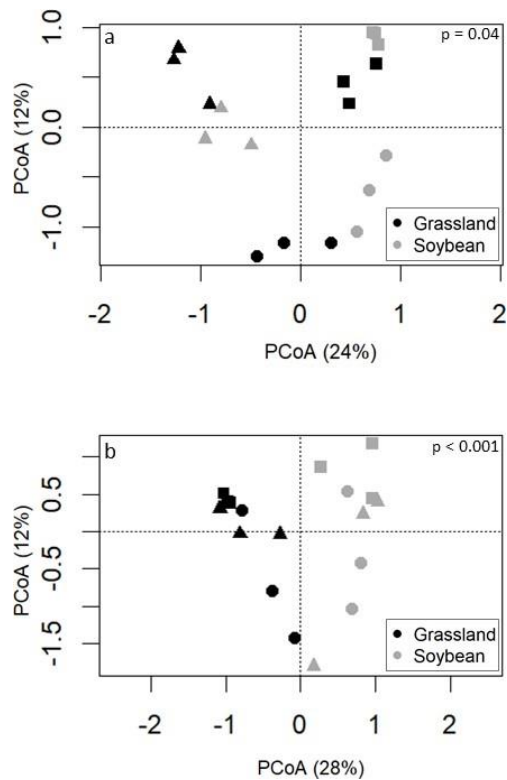 a
p = 0.04
1.0
0.0
-1.0
PCoA (12%)
Grassland
Soybean
-2 -1 0 1 2
PCoA (24%)
b
p < 0.001
0.5
-0.5
-1.5
PCoA (12%)
Grassland
Soybean
-2 -1 0 1 2
PCoA (28%)